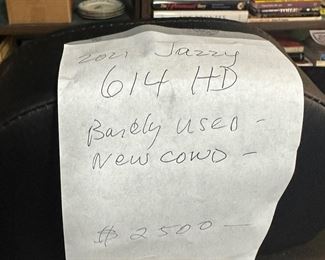 2021 Jazzy
614 HD
Barely used -
New COND -
$2500 -